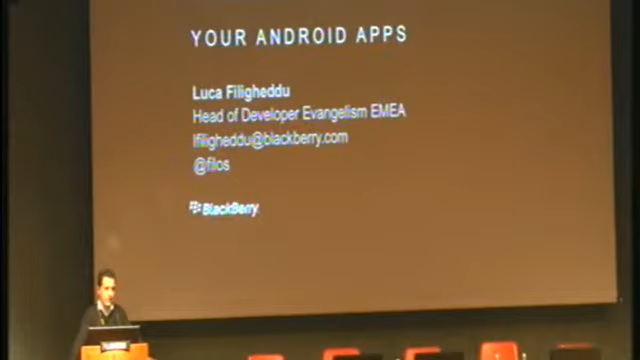 YOUR ANDROID APPS
Luca Filigheddu
Head of Developer Evangelism EMEA
lfiligheddu@blackberry.com
@filos
BlackBerry